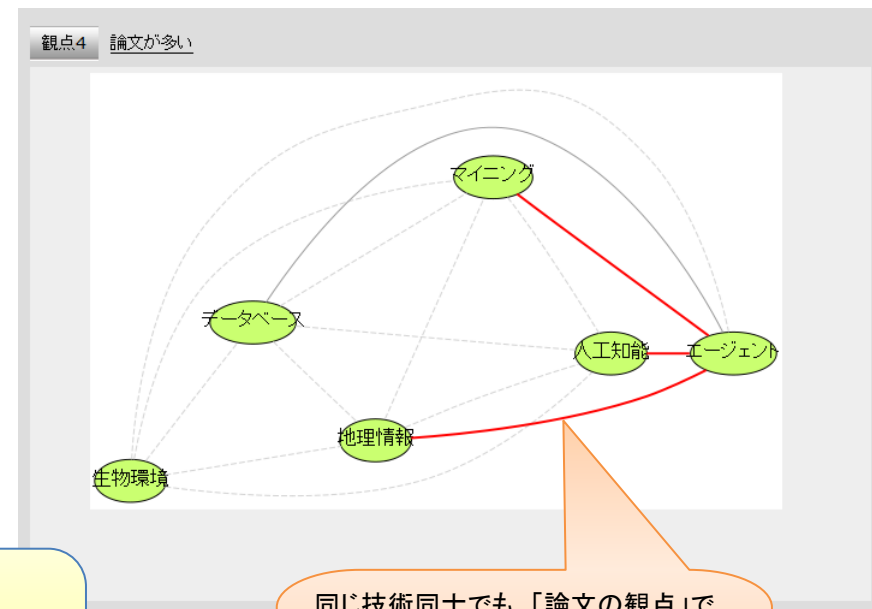 観点4 論文が多い
マイニング
データベース
人工知能
エージェント
地理情報
生物環境
同じ技術同士でも、「論文の観点」で